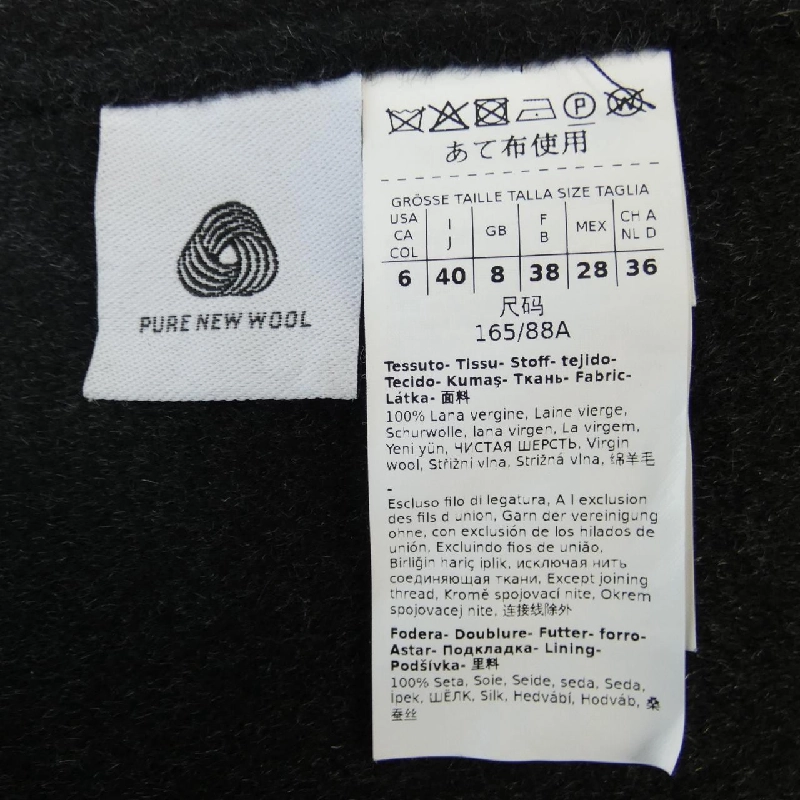 PURE NEW WOOL
P
W
あて布使用
GRÖSSE TAILLE TALLA SIZE TAGLIA
USA CA COL
I J
GB
F B
MEX
CH A NL D
6 40 8 38 28 36
尺码
165/88A
Tessuto- Tissu- Stoff- tejido-
Tecido- Kumaş- Ткань- Fabric-
Látka- 面料
100% Lana vergine, Laine vierge,
Schurwolle, lana virgen, La virgem,
Yeni yün, ЧИСТАЯ ШЕРСТЬ, Virgin
wool, Střižní vlna, Strižná vlna, 绵羊毛
-
Escluso filo di legatura, A l exclusion
des fils d union, Garn der vereinigung
ohne, con exclusión de los hilados de
unión, Excluindo fios de união,
Birliğin hariç iplik, исключая нить
соединяющая ткани, Except joining
thread, Kromě spojovací nite, Okrem
spojovacej nite, 连接线除外
Fodera- Doublure- Futter- forro-
Astar- Подкладка- Lining-
Podšívka- 里料
100% Seta, Soie, Seide, seda, Seda,
İpek, ШЁЛК, Silk, Hedvábí, Hodváb, 桑
蚕丝